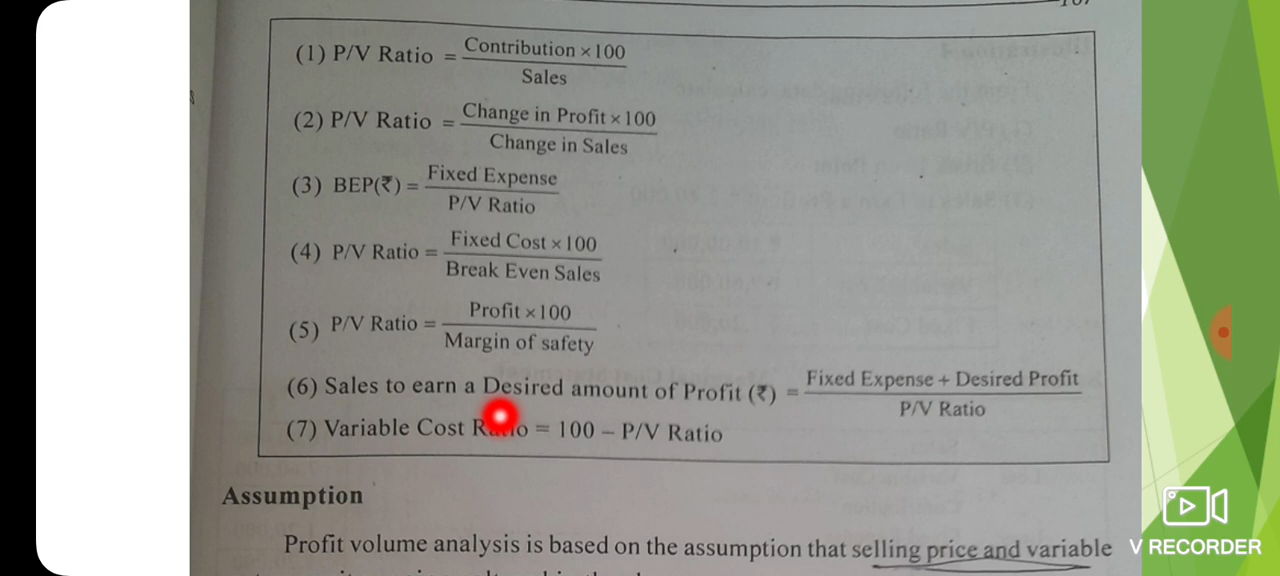 (1) P/V Ratio = Contribution × 100 / Sales
(2) P/V Ratio = Change in Profit × 100 / Change in Sales
(3) BEP(₹) = Fixed Expense / P/V Ratio
(4) P/V Ratio = Fixed Cost × 100 / Break Even Sales
(5) P/V Ratio = Profit × 100 / Margin of safety
(6) Sales to earn a Desired amount of Profit (₹) = Fixed Expense + Desired Profit / P/V Ratio
(7) Variable Cost Ratio = 100 – P/V Ratio
Assumption
Profit volume analysis is based on the assumption that selling price and variable
V RECORDER